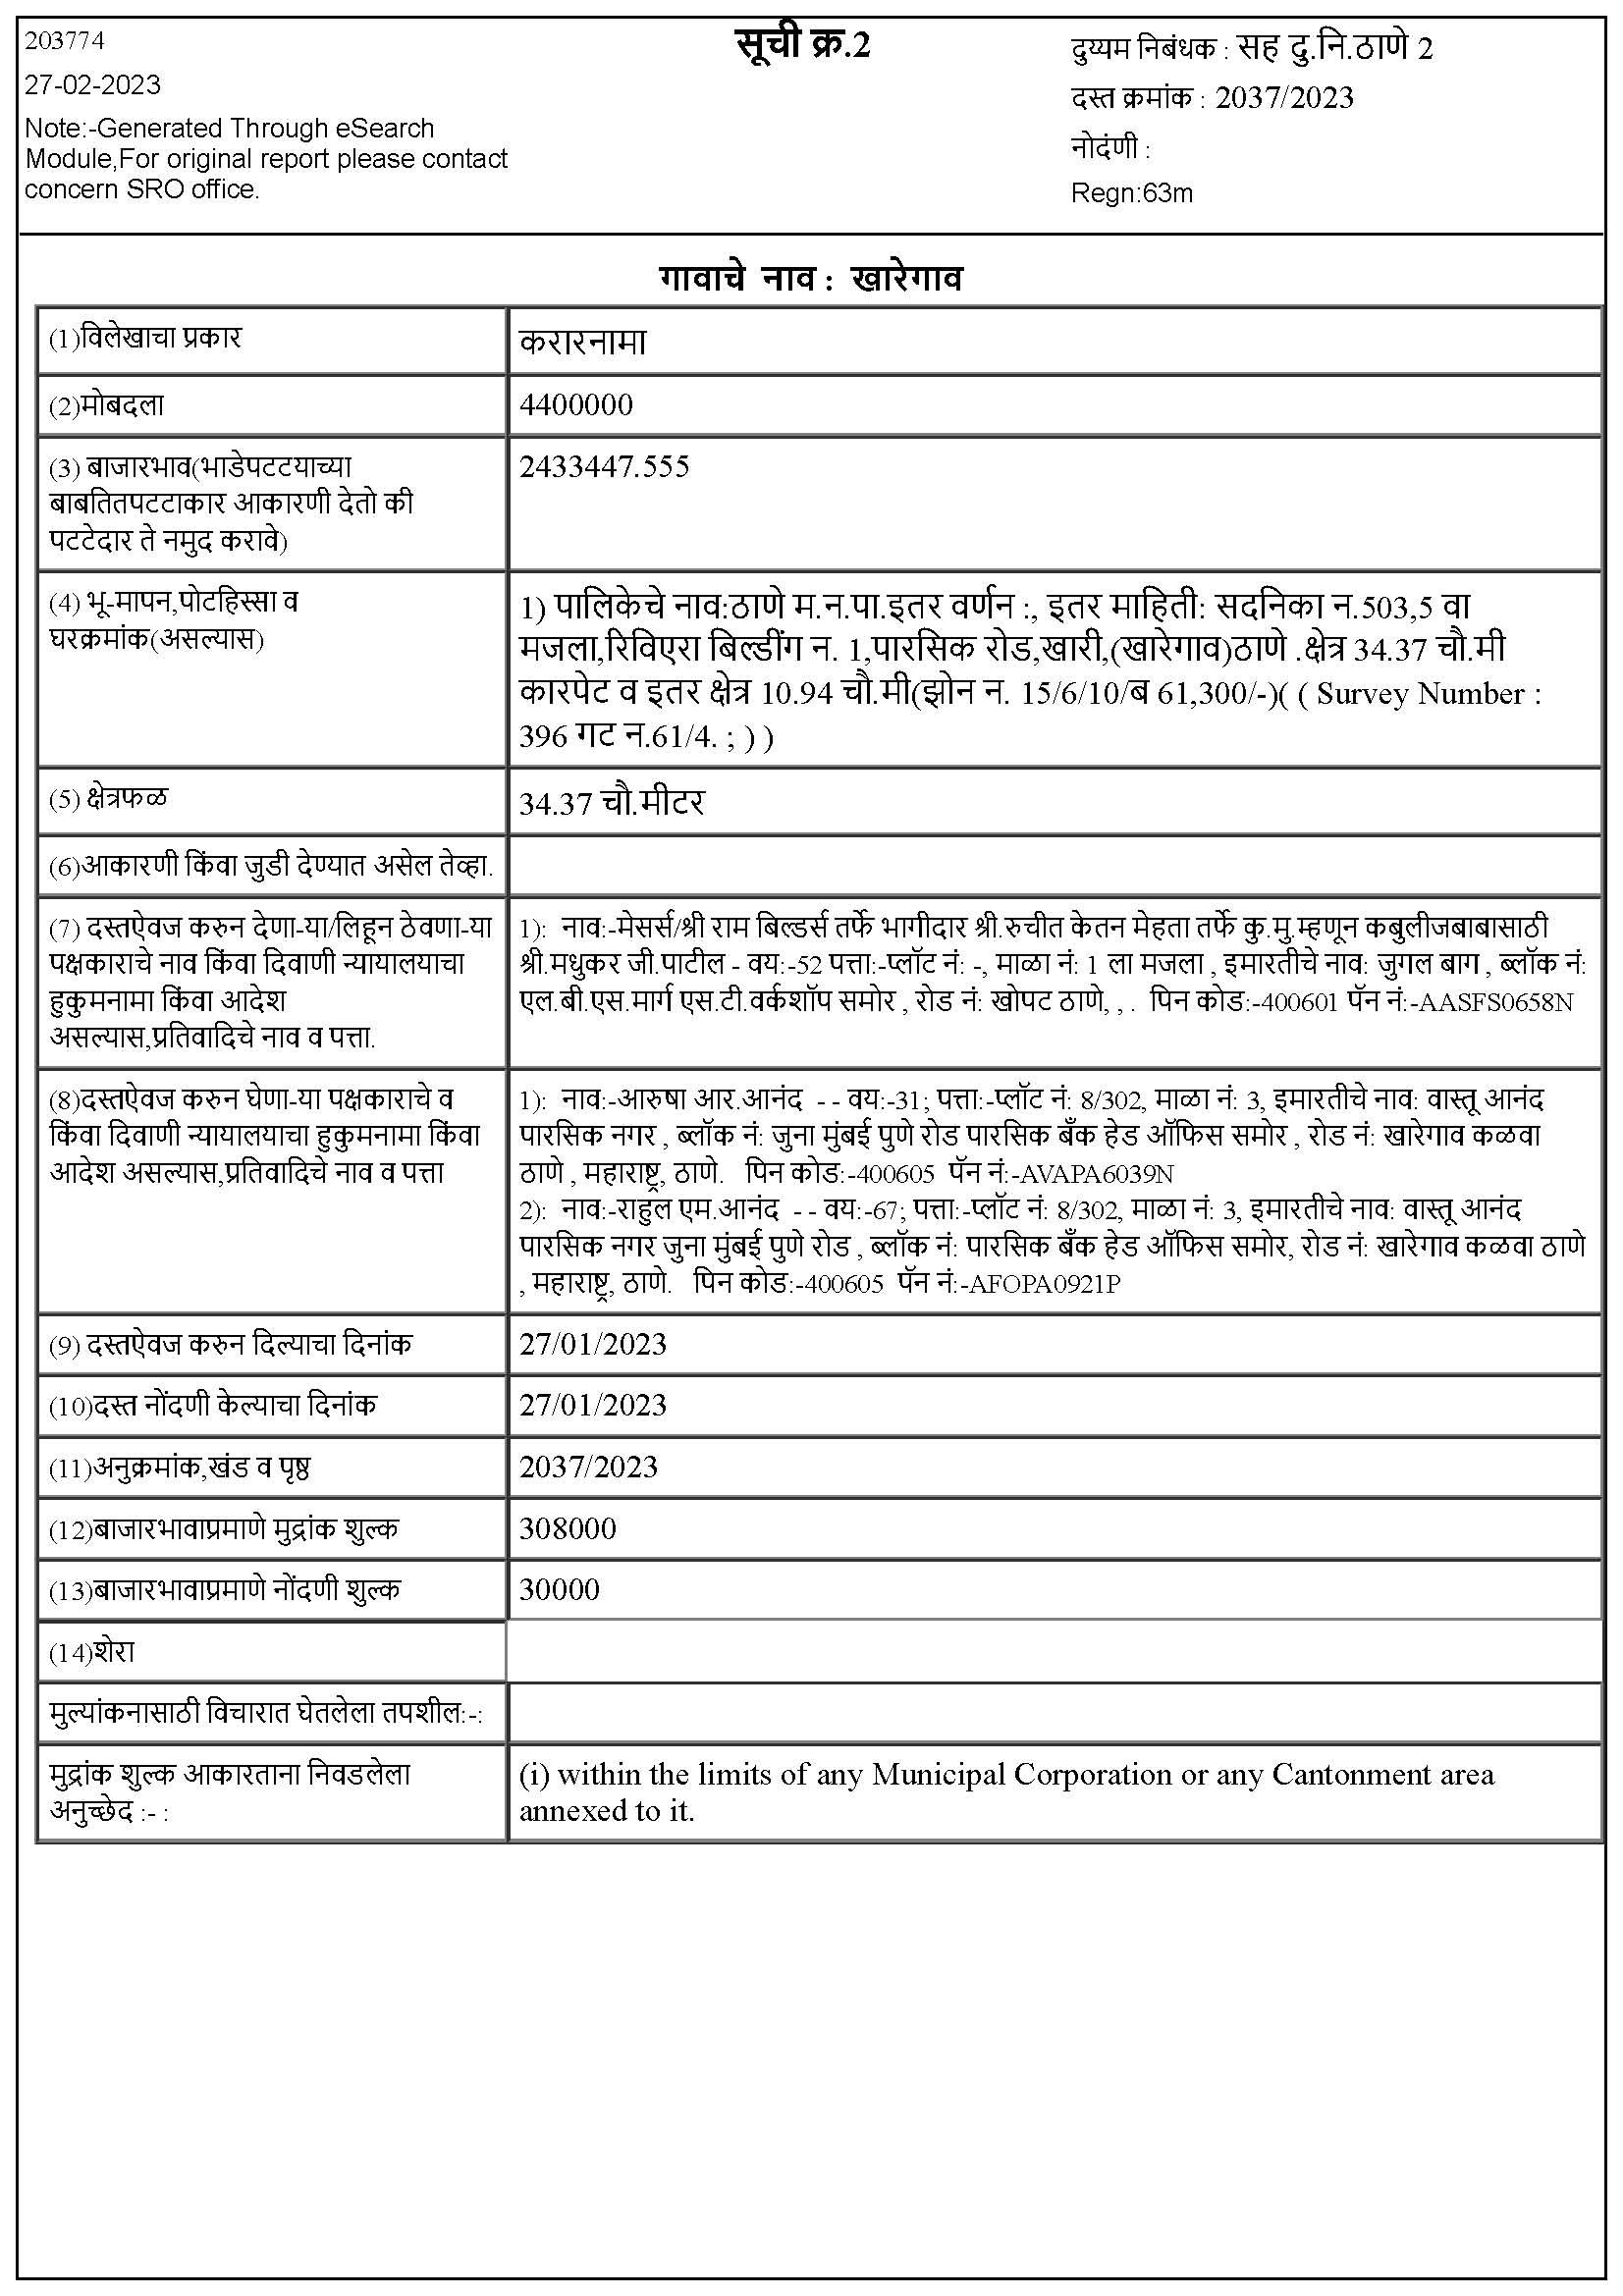 203774
27-02-2023
Note:-Generated Through eSearch
Module,For original report please contact
concern SRO office.
सूची क्र.2
दुय्यम निबंधक : सह दु.नि.ठाणे 2
दस्त क्रमांक : 2037/2023
नोदंणी :
Regn:63m
गावाचे नाव : खारेगाव
(1)विलेखाचा प्रकार
करारनामा
(2)मोबदला
4400000
(3) बाजारभाव(भाडेपटटयाच्या
बाबतितपटटाकार आकारणी देतो की
पटटेदार ते नमुद करावे)
2433447.555
(4) भू-मापन,पोटहिस्सा व
घरक्रमांक(असल्यास)
1) पालिकेचे नाव:ठाणे म.न.पा.इतर वर्णन :, इतर माहिती: सदनिका न.503,5 वा
मजला,रिविएरा बिल्डींग न. 1,पारसिक रोड,खारी,(खारेगाव)ठाणे .क्षेत्र 34.37 चौ.मी
कारपेट व इतर क्षेत्र 10.94 चौ.मी(झोन न. 15/6/10/ब 61,300/-)( ( Survey Number :
396 गट न.61/4. ; ) )
(5) क्षेत्रफळ
34.37 चौ.मीटर
(6)आकारणी किंवा जुडी देण्यात असेल तेव्हा.
(7) दस्तऐवज करुन देणा-या/लिहून ठेवणा-या
पक्षकाराचे नाव किंवा दिवाणी न्यायालयाचा
हुकुमनामा किंवा आदेश
असल्यास,प्रतिवादिचे नाव व पत्ता.
1): नाव:-मेसर्स/श्री राम बिल्डर्स तर्फे भागीदार श्री.रुचीत केतन मेहता तर्फे कु.मु.म्हणून कबुलीजबाबासाठी
श्री.मधुकर जी.पाटील - वय:-52 पत्ता:-प्लॉट नं: -, माळा नं: 1 ला मजला , इमारतीचे नाव: जुगल बाग , ब्लॉक नं:
एल.बी.एस.मार्ग एस.टी.वर्कशॉप समोर , रोड नं: खोपट ठाणे, , . पिन कोड:-400601 पॅन नं:-AASFS0658N
(8)दस्तऐवज करुन घेणा-या पक्षकाराचे व
किंवा दिवाणी न्यायालयाचा हुकुमनामा किंवा
आदेश असल्यास,प्रतिवादिचे नाव व पत्ता
1): नाव:-आरुषा आर.आनंद - - वय:-31; पत्ता:-प्लॉट नं: 8/302, माळा नं: 3, इमारतीचे नाव: वास्तू आनंद
पारसिक नगर , ब्लॉक नं: जुना मुंबई पुणे रोड पारसिक बँक हेड ऑफिस समोर , रोड नं: खारेगाव कळवा
ठाणे , महाराष्ट्र, ठाणे. पिन कोड:-400605 पॅन नं:-AVAPA6039N
2): नाव:-राहुल एम.आनंद - - वय:-67; पत्ता:-प्लॉट नं: 8/302, माळा नं: 3, इमारतीचे नाव: वास्तू आनंद
पारसिक नगर जुना मुंबई पुणे रोड , ब्लॉक नं: पारसिक बँक हेड ऑफिस समोर, रोड नं: खारेगाव कळवा ठाणे
, महाराष्ट्र, ठाणे. पिन कोड:-400605 पॅन नं:-AFOPA0921P
(9) दस्तऐवज करुन दिल्याचा दिनांक
27/01/2023
(10)दस्त नोंदणी केल्याचा दिनांक
27/01/2023
(11)अनुक्रमांक,खंड व पृष्ठ
2037/2023
(12)बाजारभावाप्रमाणे मुद्रांक शुल्क
308000
(13)बाजारभावाप्रमाणे नोंदणी शुल्क
30000
(14)शेरा
मुल्यांकनासाठी विचारात घेतलेला तपशील:-:
मुद्रांक शुल्क आकारताना निवडलेला
अनुच्छेद :- :
(i) within the limits of any Municipal Corporation or any Cantonment area
annexed to it.